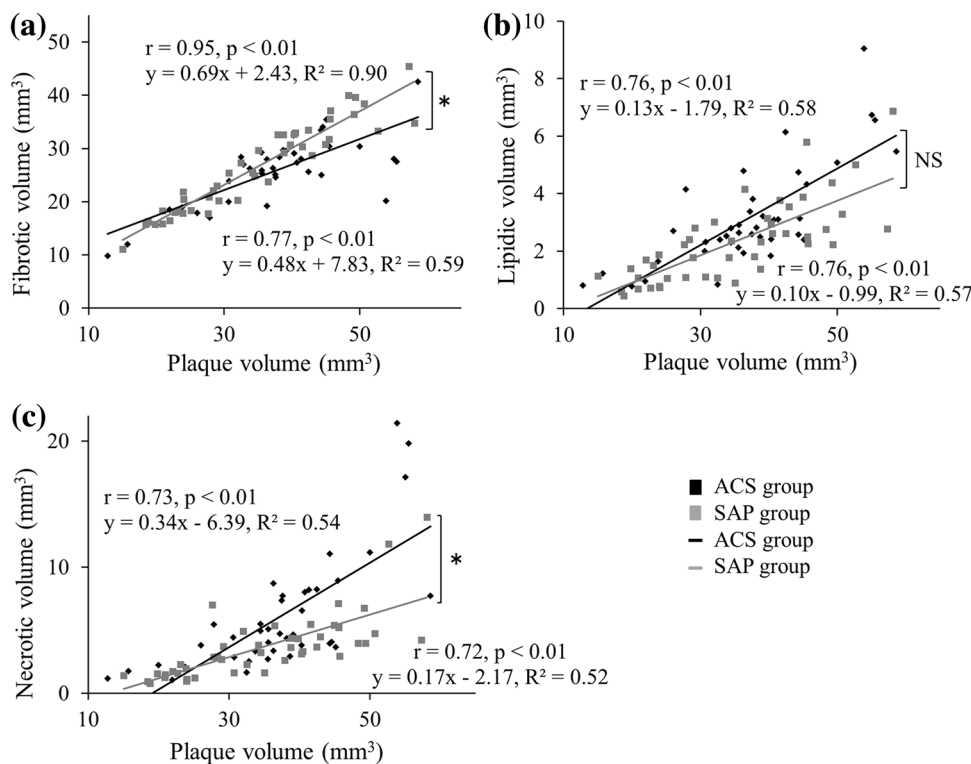 (a)
50
40
30
20
10
0
10
30
50
Fibrotic volume (mm³)
Plaque volume (mm³)
r = 0.95, p < 0.01
y = 0.69x + 2.43, R² = 0.90
*
r = 0.77, p < 0.01
y = 0.48x + 7.83, R² = 0.59
(b)
10
8
6
4
2
0
10
30
50
Lipidic volume (mm³)
Plaque volume (mm³)
r = 0.76, p < 0.01
y = 0.13x - 1.79, R² = 0.58
NS
r = 0.76, p < 0.01
y = 0.10x - 0.99, R² = 0.57
(c)
20
10
0
10
30
50
Necrotic volume (mm³)
Plaque volume (mm³)
r = 0.73, p < 0.01
y = 0.34x - 6.39, R² = 0.54
*
r = 0.72, p < 0.01
y = 0.17x - 2.17, R² = 0.52
ACS group
SAP group
ACS group
SAP group